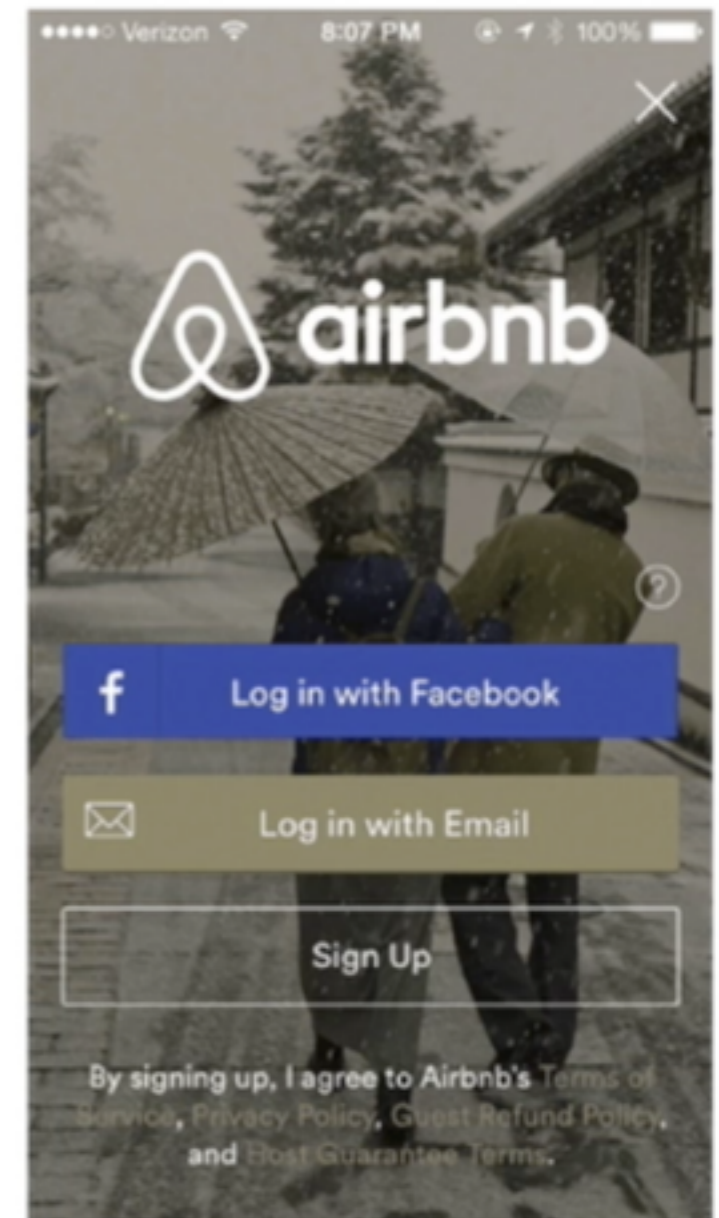 Verizon 8:07 PM 100%
airbnb
?
f Log in with Facebook
Log in with Email
Sign Up
By signing up, I agree to Airbnb's Terms of
Service, Privacy Policy, Guest Refund Policy,
and Host Guarantee Terms.